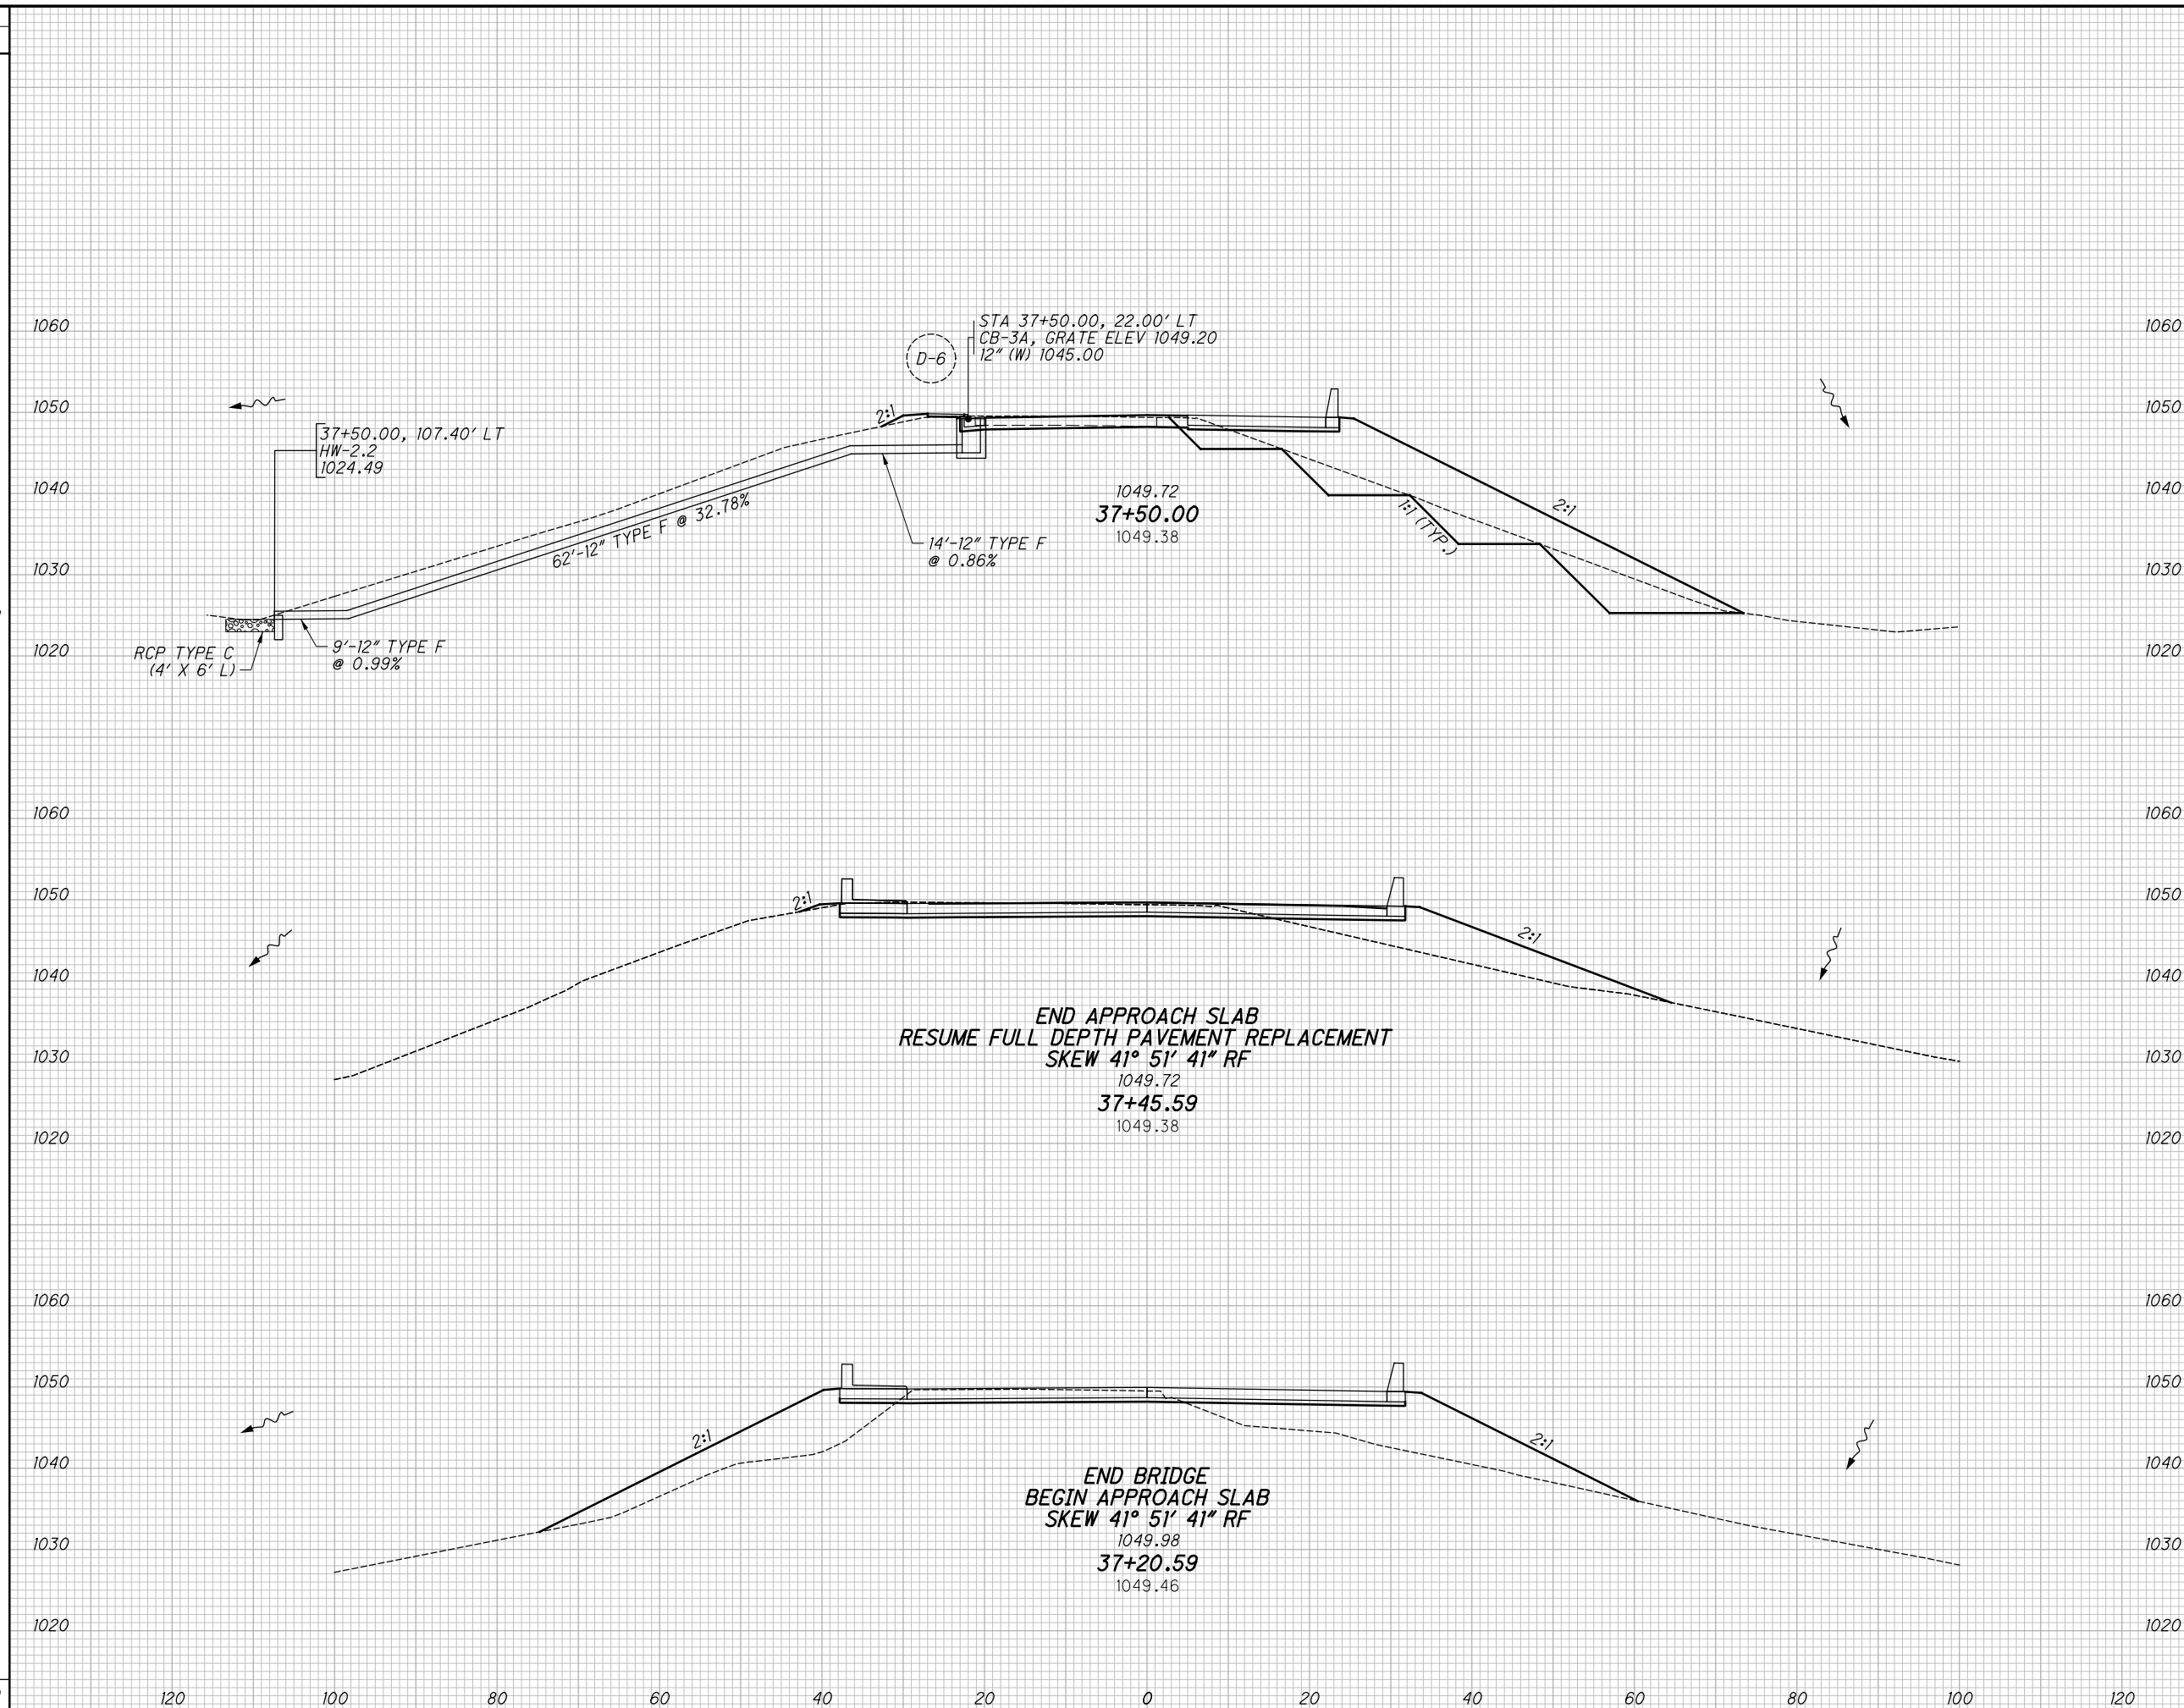 1060
1060
STA 37+50.00, 22.00' LT
CB-3A, GRATE ELEV 1049.20
12" (W) 1045.00
D-6
1050
1050
2:1
37+50.00, 107.40' LT
HW-2.2
1024.49
1040
1040
1049.72
37+50.00
1049.38
2:1
1:1 (TYP.)
62'-12" TYPE F @ 32.78%
14'-12" TYPE F
@ 0.86%
1030
1030
9'-12" TYPE F
@ 0.99%
RCP TYPE C
(4' X 6' L)
1020
1020
1060
1060
1050
1050
2:1
2:1
1040
1040
END APPROACH SLAB
RESUME FULL DEPTH PAVEMENT REPLACEMENT
SKEW 41° 51' 41" RF
1049.72
37+45.59
1049.38
1030
1030
1020
1020
1060
1060
1050
1050
2:1
2:1
1040
1040
END BRIDGE
BEGIN APPROACH SLAB
SKEW 41° 51' 41" RF
1049.98
37+20.59
1049.46
1030
1030
1020
1020
120 100 80 60 40 20 0 20 40 60 80 100 120